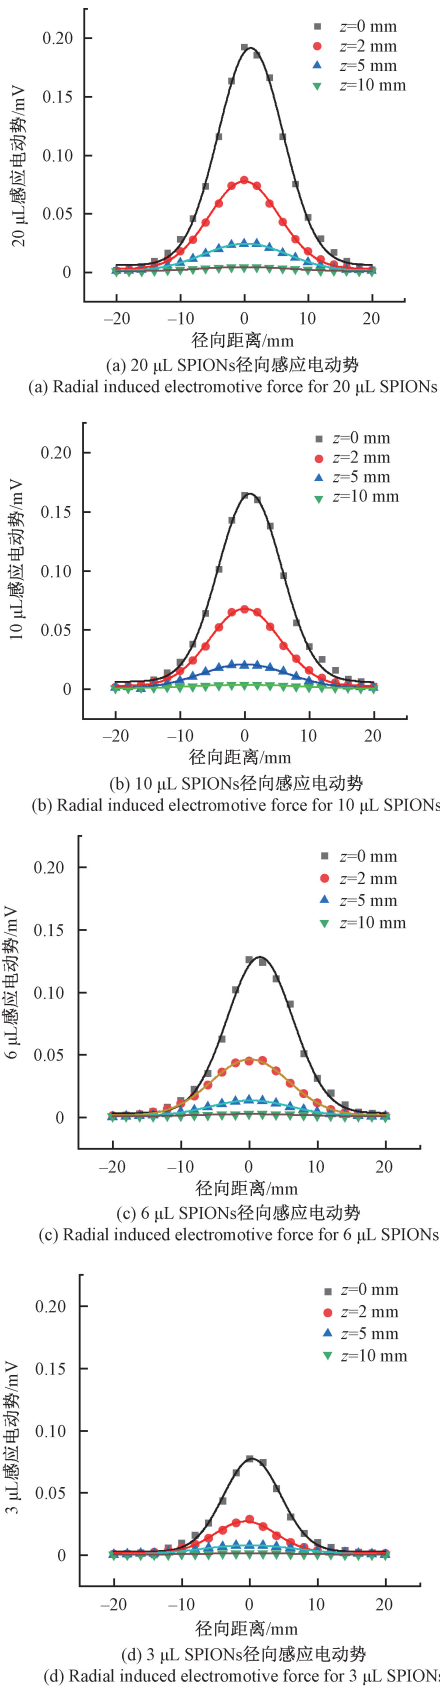 0.20
0.15
0.10
0.05
0
20 μL感应电动势/mV
z=0 mm
z=2 mm
z=5 mm
z=10 mm
−20
−10
0
10
20
径向距离/mm
(a) 20 μL SPIONs径向感应电动势
(a) Radial induced electromotive force for 20 μL SPIONs
0.20
0.15
0.10
0.05
0
10 μL感应电动势/mV
z=0 mm
z=2 mm
z=5 mm
z=10 mm
−20
−10
0
10
20
径向距离/mm
(b) 10 μL SPIONs径向感应电动势
(b) Radial induced electromotive force for 10 μL SPIONs
0.20
0.15
0.10
0.05
0
6 μL感应电动势/mV
z=0 mm
z=2 mm
z=5 mm
z=10 mm
−20
−10
0
10
20
径向距离/mm
(c) 6 μL SPIONs径向感应电动势
(c) Radial induced electromotive force for 6 μL SPIONs
0.20
0.15
0.10
0.05
0
3 μL感应电动势/mV
z=0 mm
z=2 mm
z=5 mm
z=10 mm
−20
−10
0
10
20
径向距离/mm
(d) 3 μL SPIONs径向感应电动势
(d) Radial induced electromotive force for 3 μL SPIONs